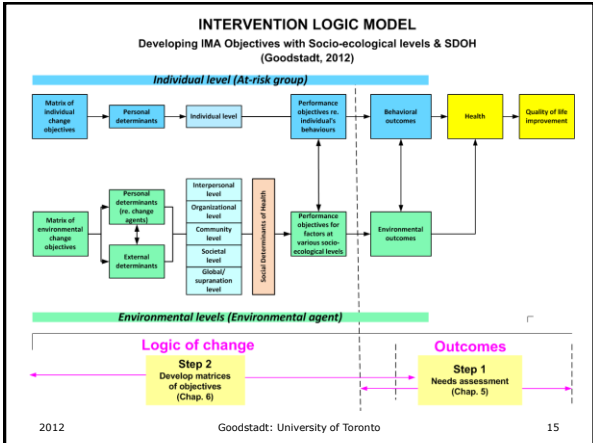 INTERVENTION LOGIC MODEL
Developing IMA Objectives with Socio-ecological levels & SDOH
(Goodstadt, 2012)
Individual level (At-risk group)
Matrix of
individual
change
objectives
Personal
determinants
Individual level
Performance
objectives re.
individual's
behaviours
Behavioral
outcomes
Health
Quality of life
improvement
Matrix of
environmental
change
objectives
Personal
determinants
(re. change
agents)
External
determinants
Interpersonal
level
Organizational
level
Community
level
Societal
level
Global/
supranation
level
Social Determinants of Health
Performance
objectives for
factors at
various socio-
ecological levels
Environmental
outcomes
Environmental levels (Environmental agent)
Logic of change
Outcomes
Step 2
Develop matrices
of objectives
(Chap. 6)
Step 1
Needs assessment
(Chap. 5)
2012
Goodstadt: University of Toronto
15